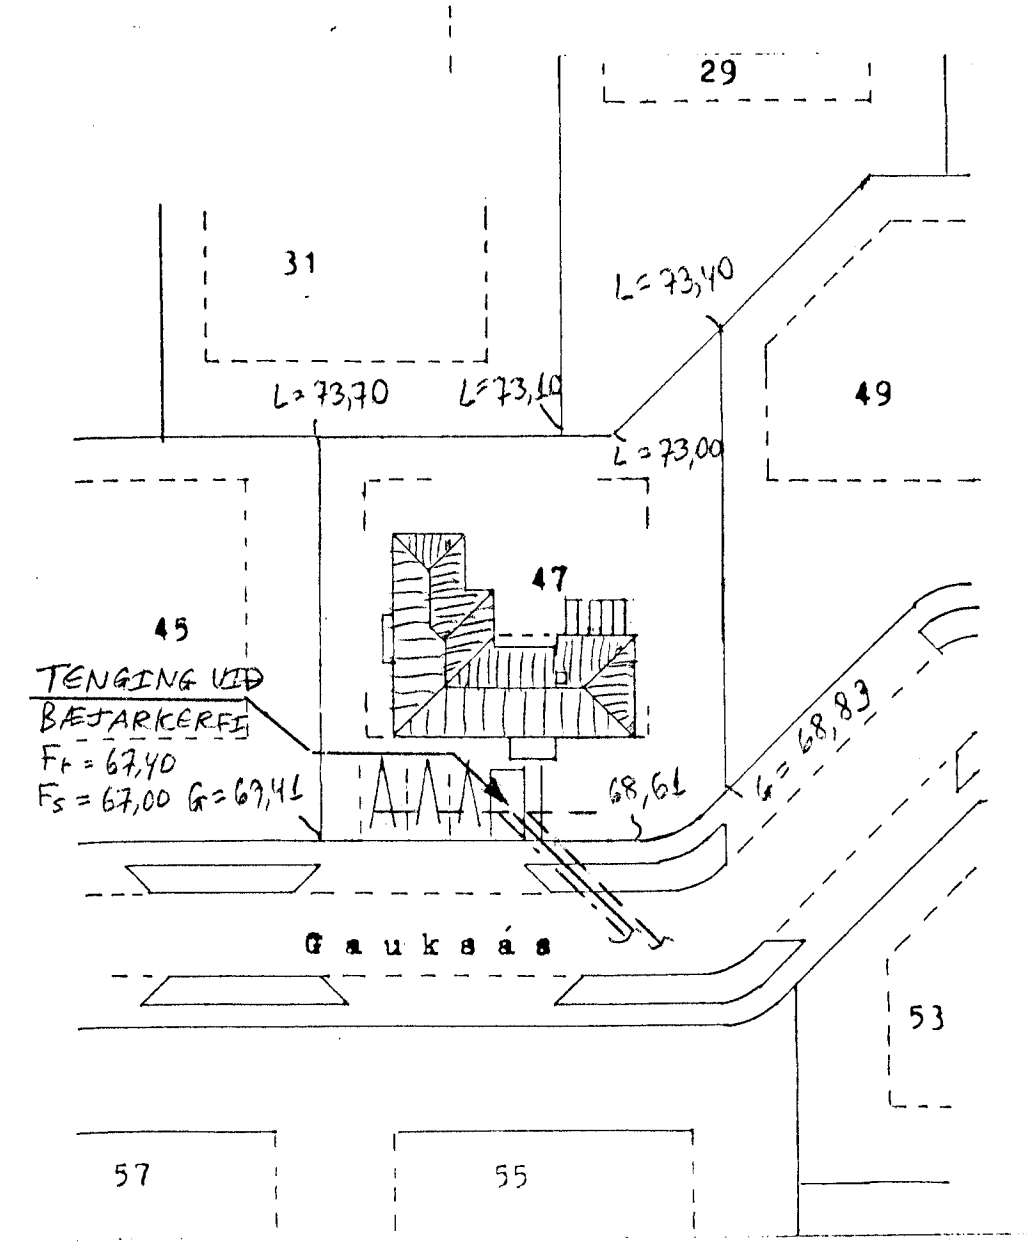 29
31
L=73,40
L=73,70
L=73,10
49
L=73,00
47
45
TENGING VIÐ
BÆJARKERFI
Fr = 67,40
Fs = 67,00 G=69,41
68,61
G=68,83
Gauksás
53
57
55